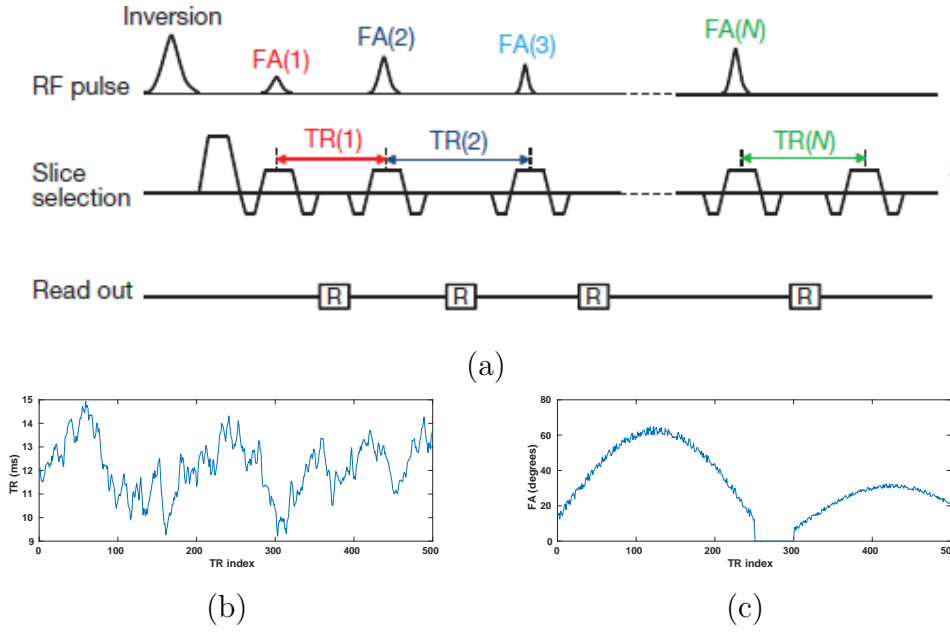 Inversion
FA(1)
FA(2)
FA(3)
FA(N)
RF pulse
TR(1)
TR(2)
TR(N)
Slice
selection
Read out
R
R
R
R
(a)
15
14
13
12
11
10
9
TR (ms)
0
100
200
300
400
500
TR index
(b)
80
60
40
20
0
FA (degrees)
0
100
200
300
400
500
TR index
(c)